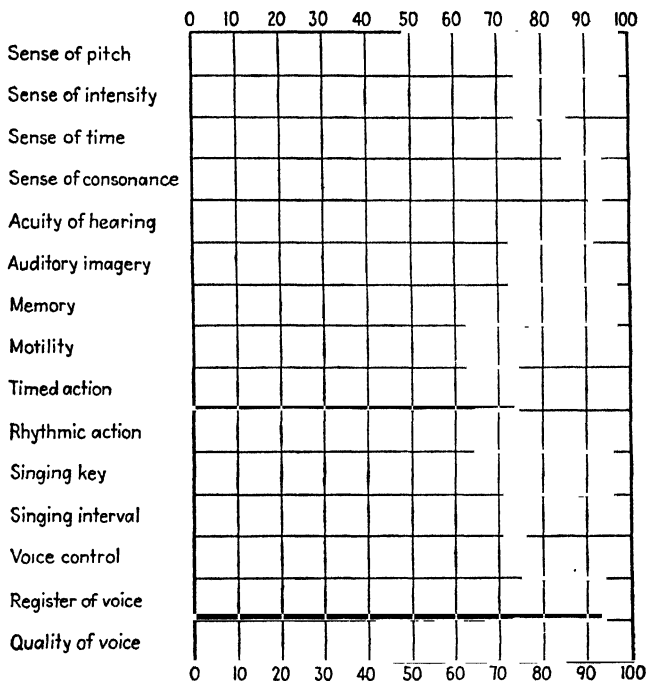 0 10 20 30 40 50 60 70 80 90 100
Sense of pitch
Sense of intensity
Sense of time
Sense of consonance
Acuity of hearing
Auditory imagery
Memory
Motility
Timed action
Rhythmic action
Singing key
Singing interval
Voice control
Register of voice
Quality of voice
0 10 20 30 40 50 60 70 80 90 100